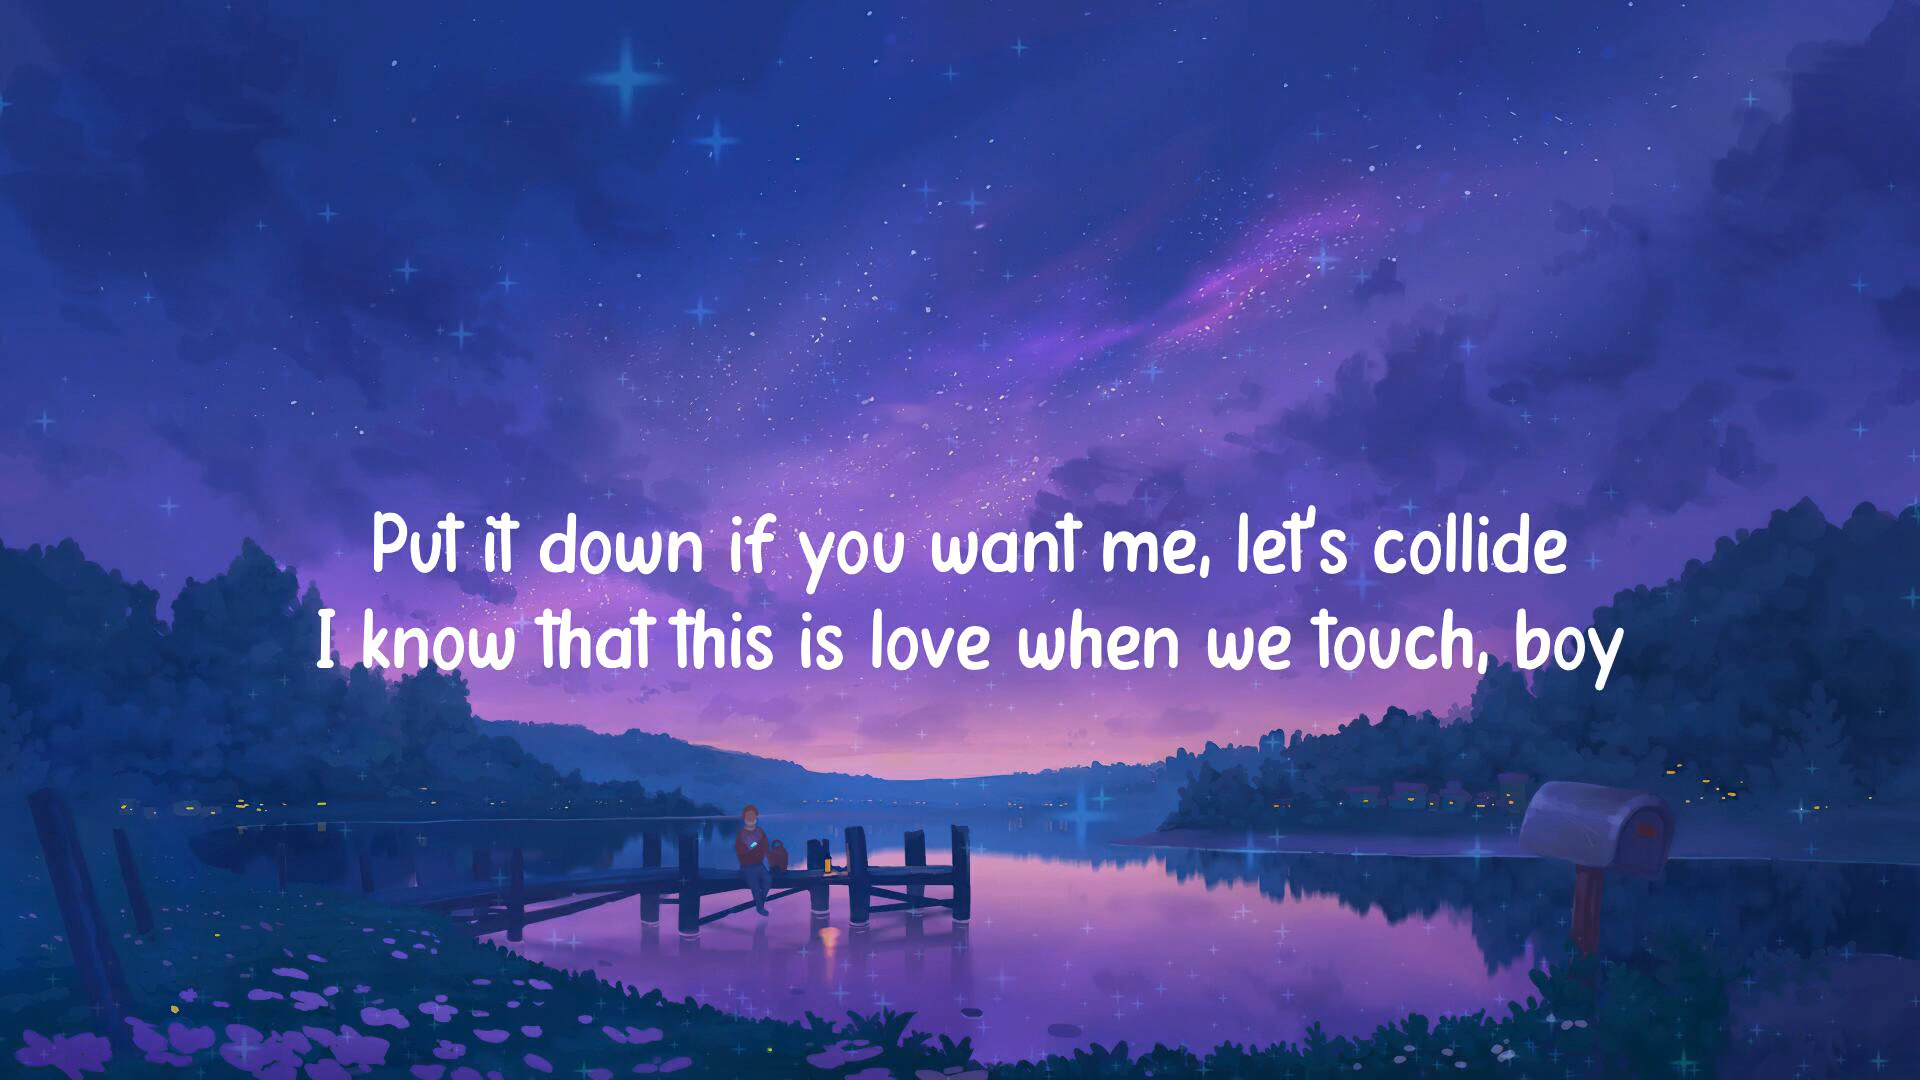 Put it down if you want me, let's collide
I know that this is love when we touch, boy